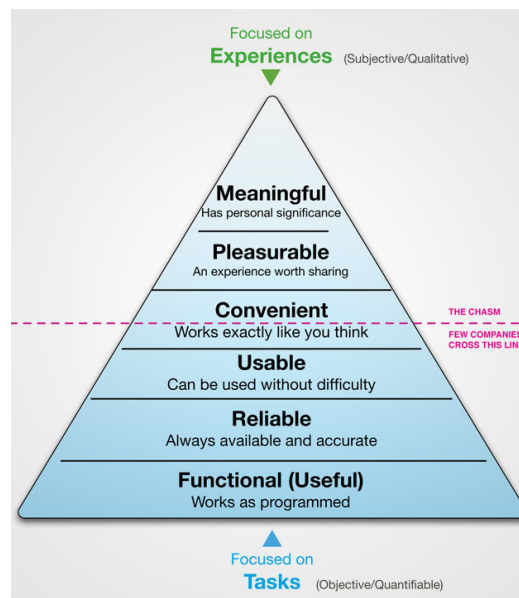 Focused on
Experiences (Subjective/Qualitative)
Meaningful
Has personal significance
Pleasurable
An experience worth sharing
Convenient
THE CHASM
Works exactly like you think
FEW COMPANIES
CROSS THIS LIN
Usable
Can be used without difficulty
Reliable
Always available and accurate
Functional (Useful)
Works as programmed
Focused on
Tasks (Objective/Quantifiable)